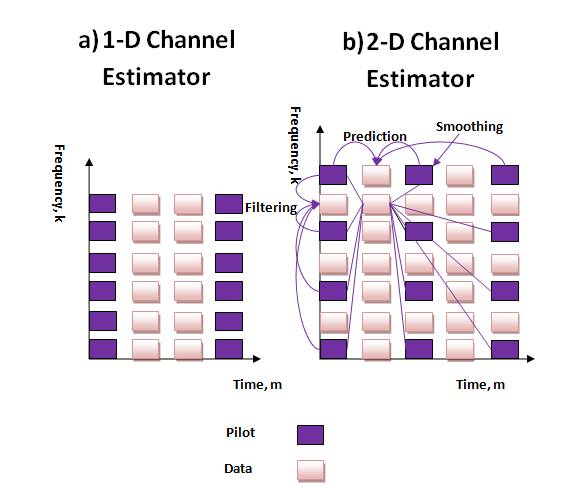 a) 1-D Channel
Estimator
b) 2-D Channel
Estimator
Frequency, k
Time, m
Frequency, k
Prediction
Smoothing
Filtering
Time, m
Pilot
Data